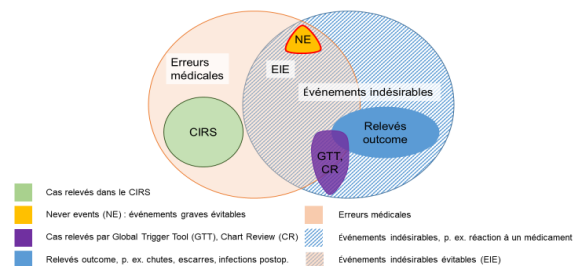 NE
Erreurs
médicales
EIE
Événements indésirables
CIRS
Relevés
outcome
GTT,
CR
Cas relevés dans le CIRS
Never events (NE) : événements graves évitables
Cas relevés par Global Trigger Tool (GTT), Chart Review (CR)
Relevés outcome, p. ex. chutes, escarres, infections postop.
Erreurs médicales
Événements indésirables, p. ex. réaction à un médicament
Événements indésirables évitables (EIE)